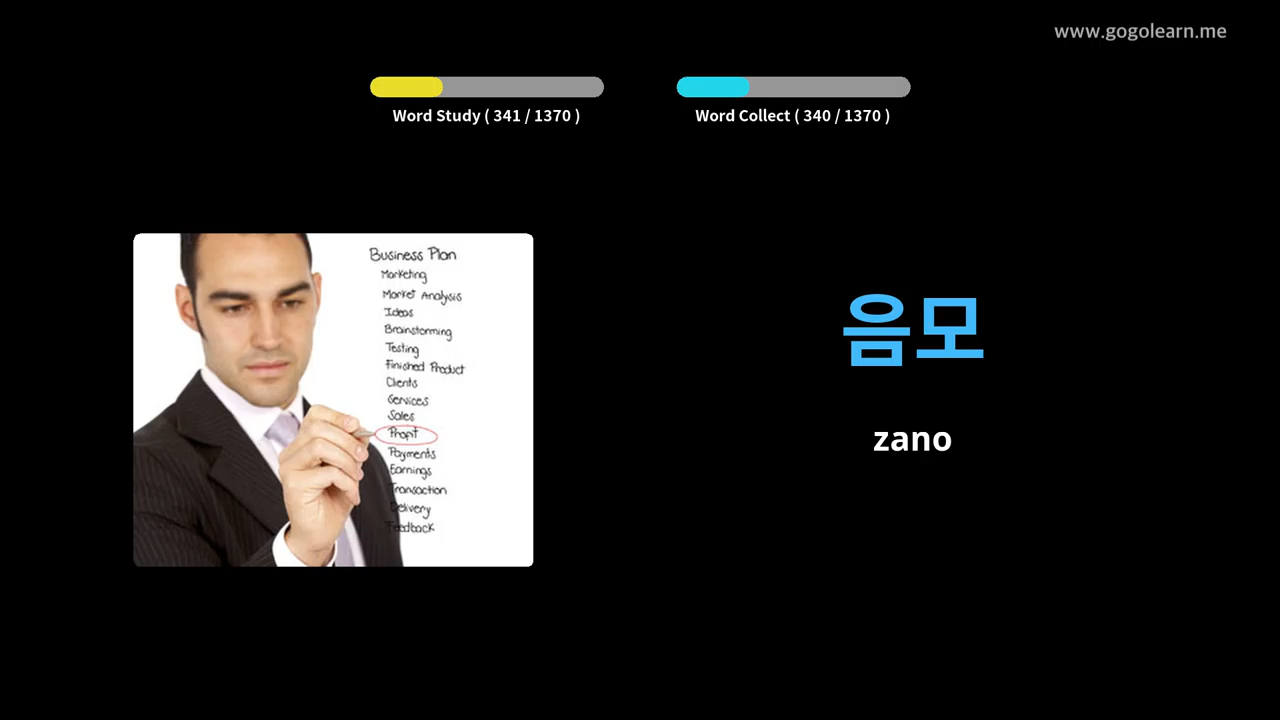 www.gogolearn.me
Word Study ( 341 / 1370 )
Word Collect ( 340 / 1370 )
Business Plan
Marketing
Market Analysis
Ideas
Brainstorming
Testing
Finished Product
Clients
Services
Sales
Profit
Payments
Earnings
Transaction
Delivery
Feedback
음모
zano